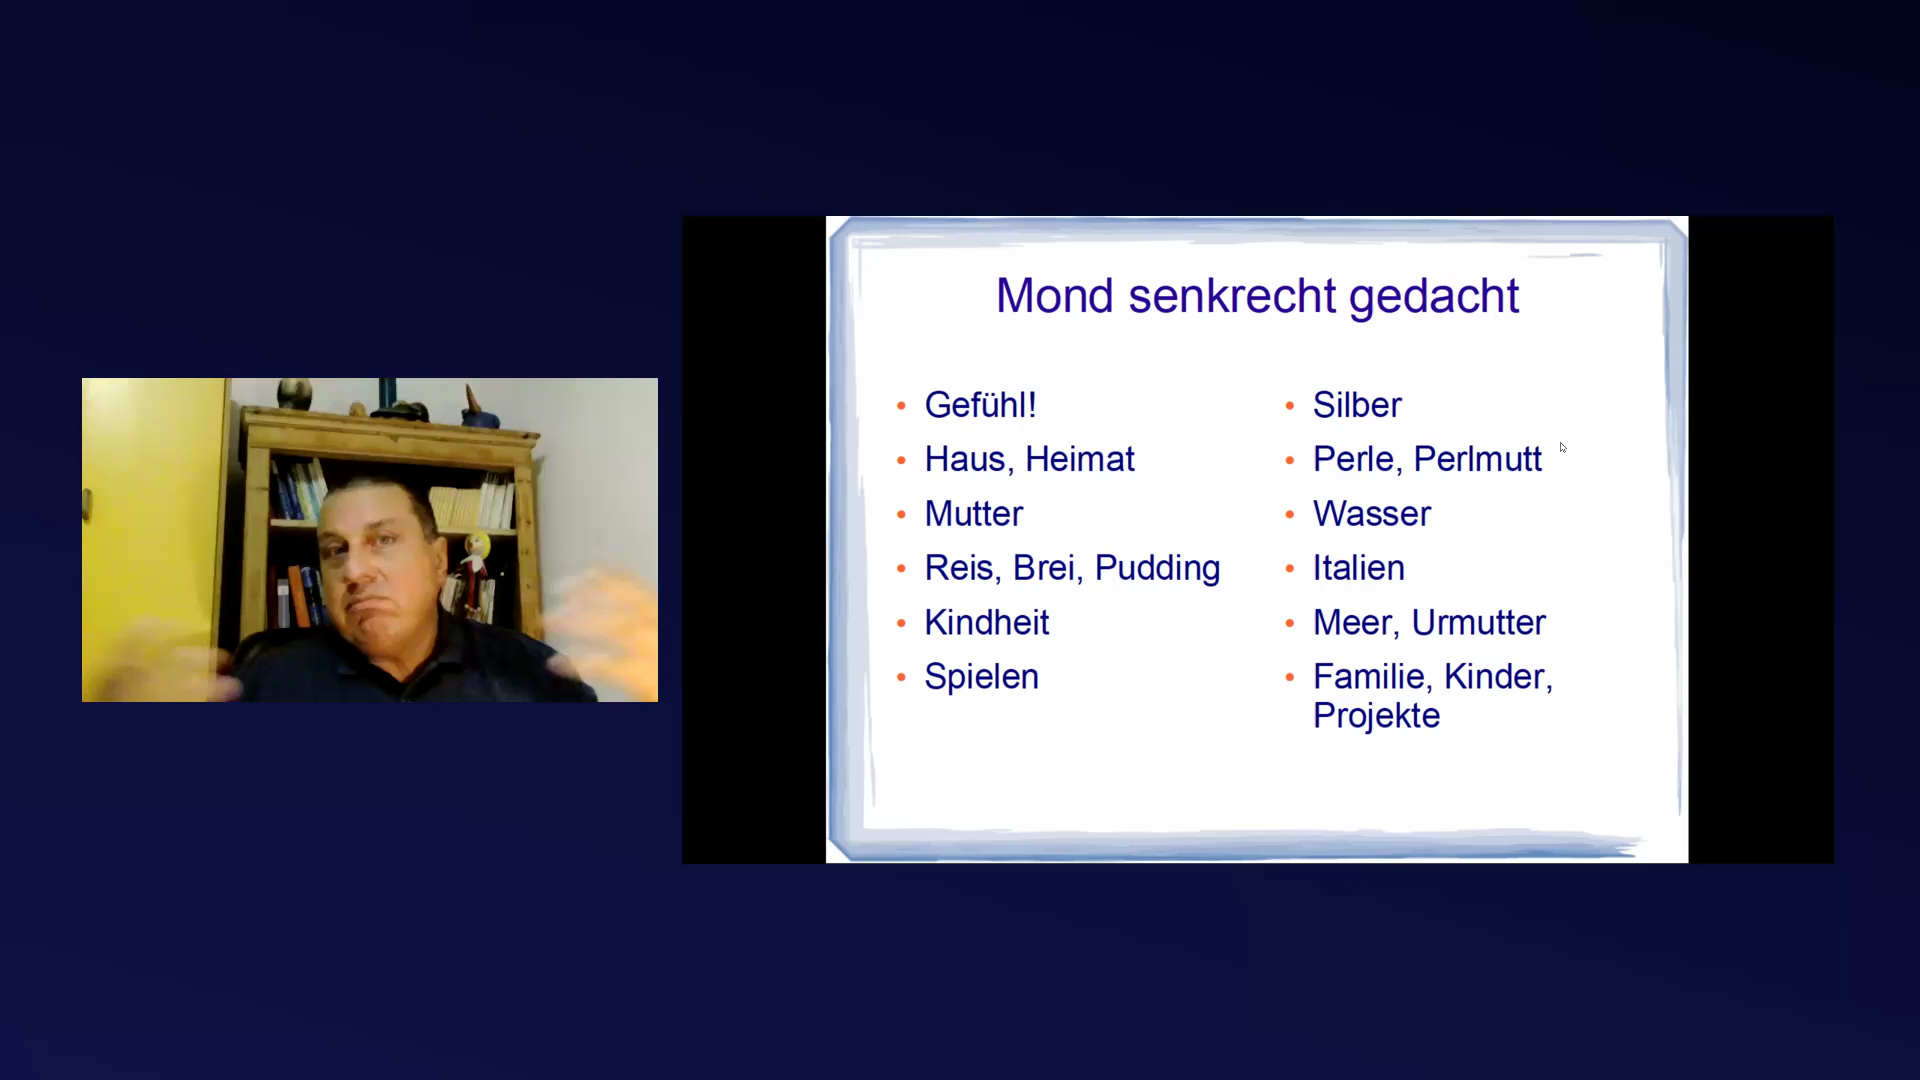 Mond senkrecht gedacht
Gefühl!
Haus, Heimat
Mutter
Reis, Brei, Pudding
Kindheit
Spielen
Silber
Perle, Perlmutt
Wasser
Italien
Meer, Urmutter
Familie, Kinder,
Projekte